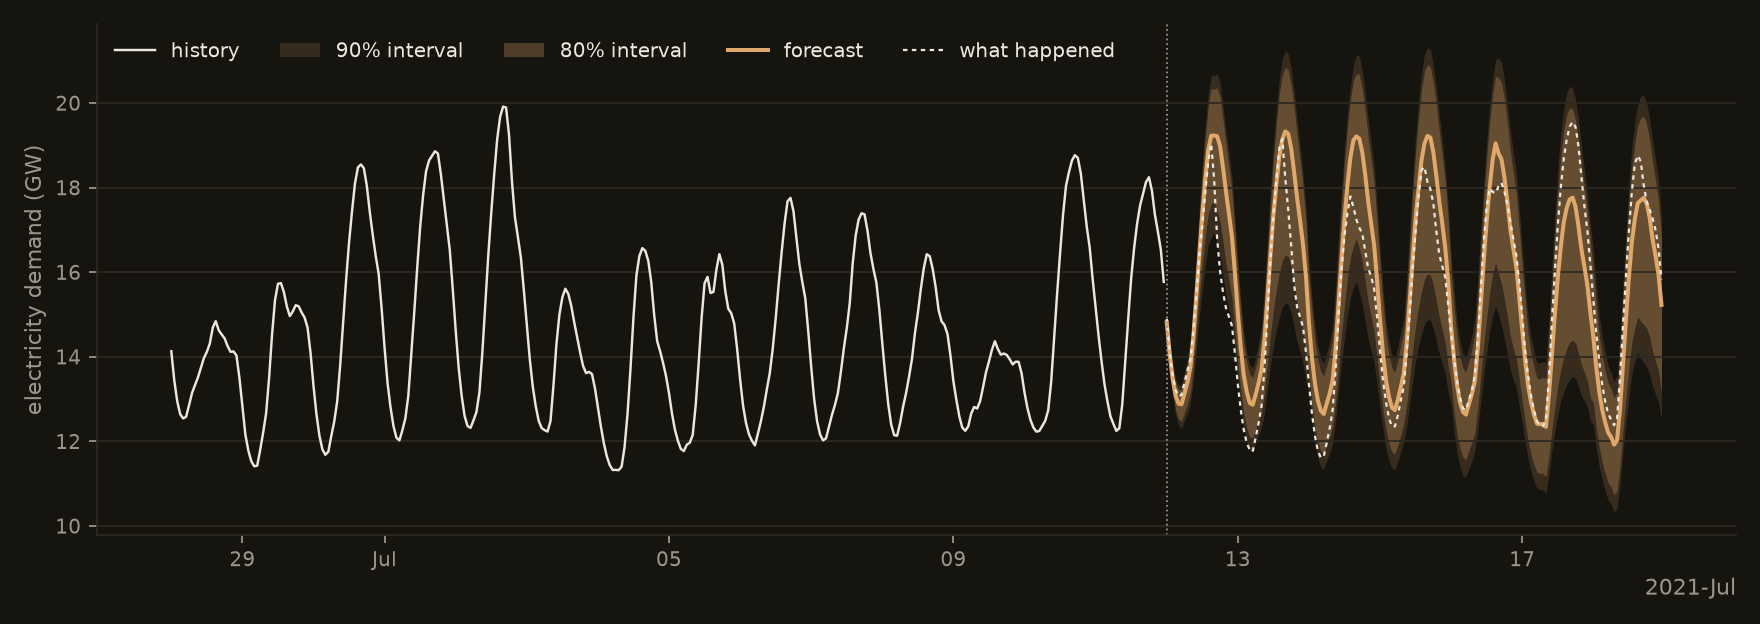 history 90% interval 80% interval forecast what happened
electricity demand (GW)
20
18
16
14
12
10
29 Jul 05 09 13 17
2021-Jul